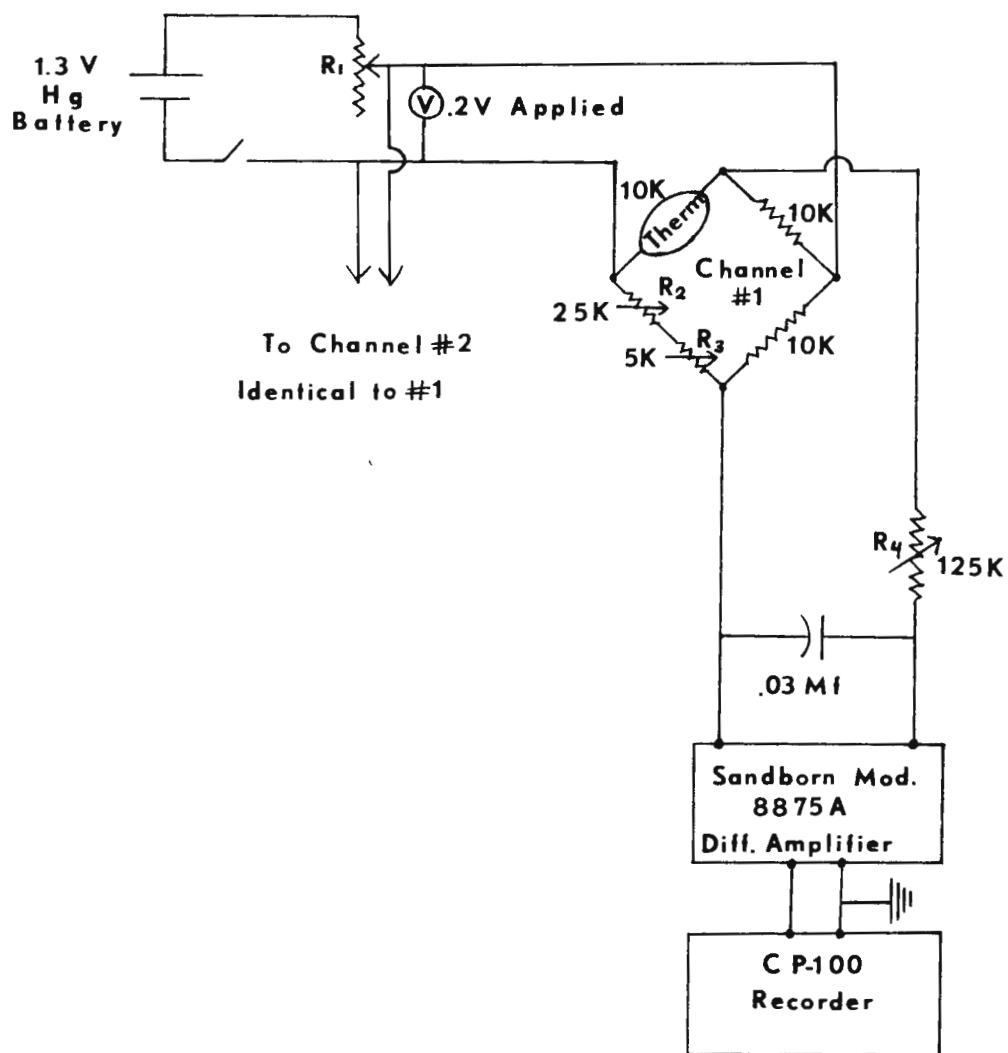 1.3 V
Hg
Battery
R1
V
.2V Applied
10K
Therm
10K
Channel
#1
R2
25K
R3
5K
10K
To Channel #2
Identical to #1
R4
125K
.03 Mf
Sandborn Mod.
8875A
Diff. Amplifier
C P-100
Recorder